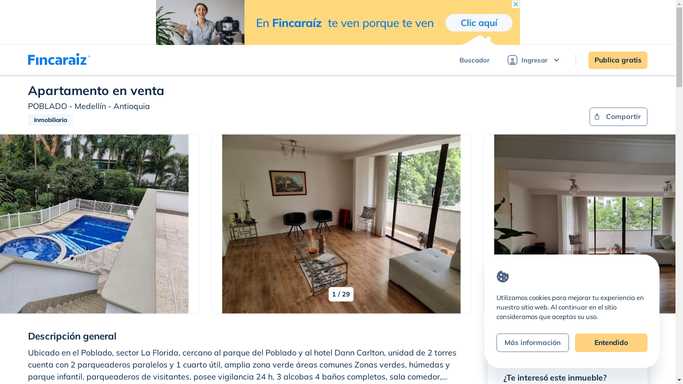 En Fincaraíz te ven porque te ven
Clic aquí
Fincaraiz
Buscador
Ingresar
Publica gratis
Apartamento en venta
POBLADO - Medellín - Antioquia
Inmobiliaria
Compartir
1 / 29
Utilizamos cookies para mejorar tu experiencia en
nuestro sitio web. Al continuar en el sitio
consideramos que aceptas su uso.
Más información
Entendido
Descripción general
Ubicado en el Poblado, sector La Florida, cercano al parque del Poblado y al hotel Dann Carlton, unidad de 2 torres
cuenta con 2 parqueaderos paralelos y 1 cuarto útil, amplia zona verde áreas comunes Zonas verdes, húmedas y
parque infantil, parqueaderos de visitantes, posee vigilancia 24 h, 3 alcobas 4 baños completos, sala comedor,...
¿Te interesó este inmueble?